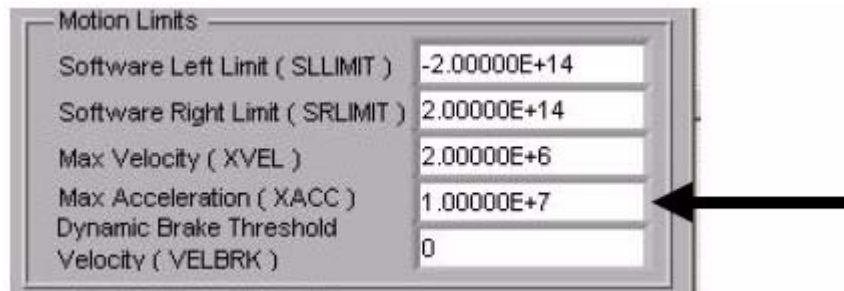 Motion Limits
Software Left Limit ( SLLIMIT ) -2.00000E+14
Software Right Limit ( SRLIMIT ) 2.00000E+14
Max Velocity ( XVEL ) 2.00000E+6
Max Acceleration ( XACC ) 1.00000E+7
Dynamic Brake Threshold
Velocity ( VELBRK ) 0